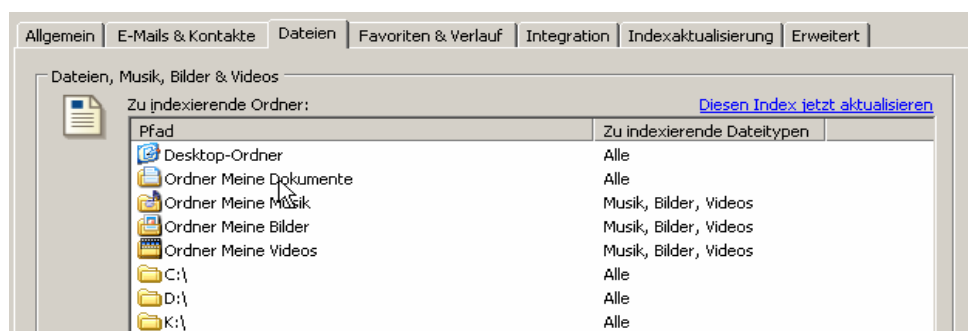 Allgemein E-Mails & Kontakte Dateien Favoriten & Verlauf Integration Indexaktualisierung Erweitert
Dateien, Musik, Bilder & Videos
Zu indexierende Ordner: Diesen Index jetzt aktualisieren
Pfad Zu indexierende Dateitypen
Desktop-Ordner Alle
Ordner Meine Dokumente Alle
Ordner Meine Musik Musik, Bilder, Videos
Ordner Meine Bilder Musik, Bilder, Videos
Ordner Meine Videos Musik, Bilder, Videos
C:\ Alle
D:\ Alle
K:\ Alle